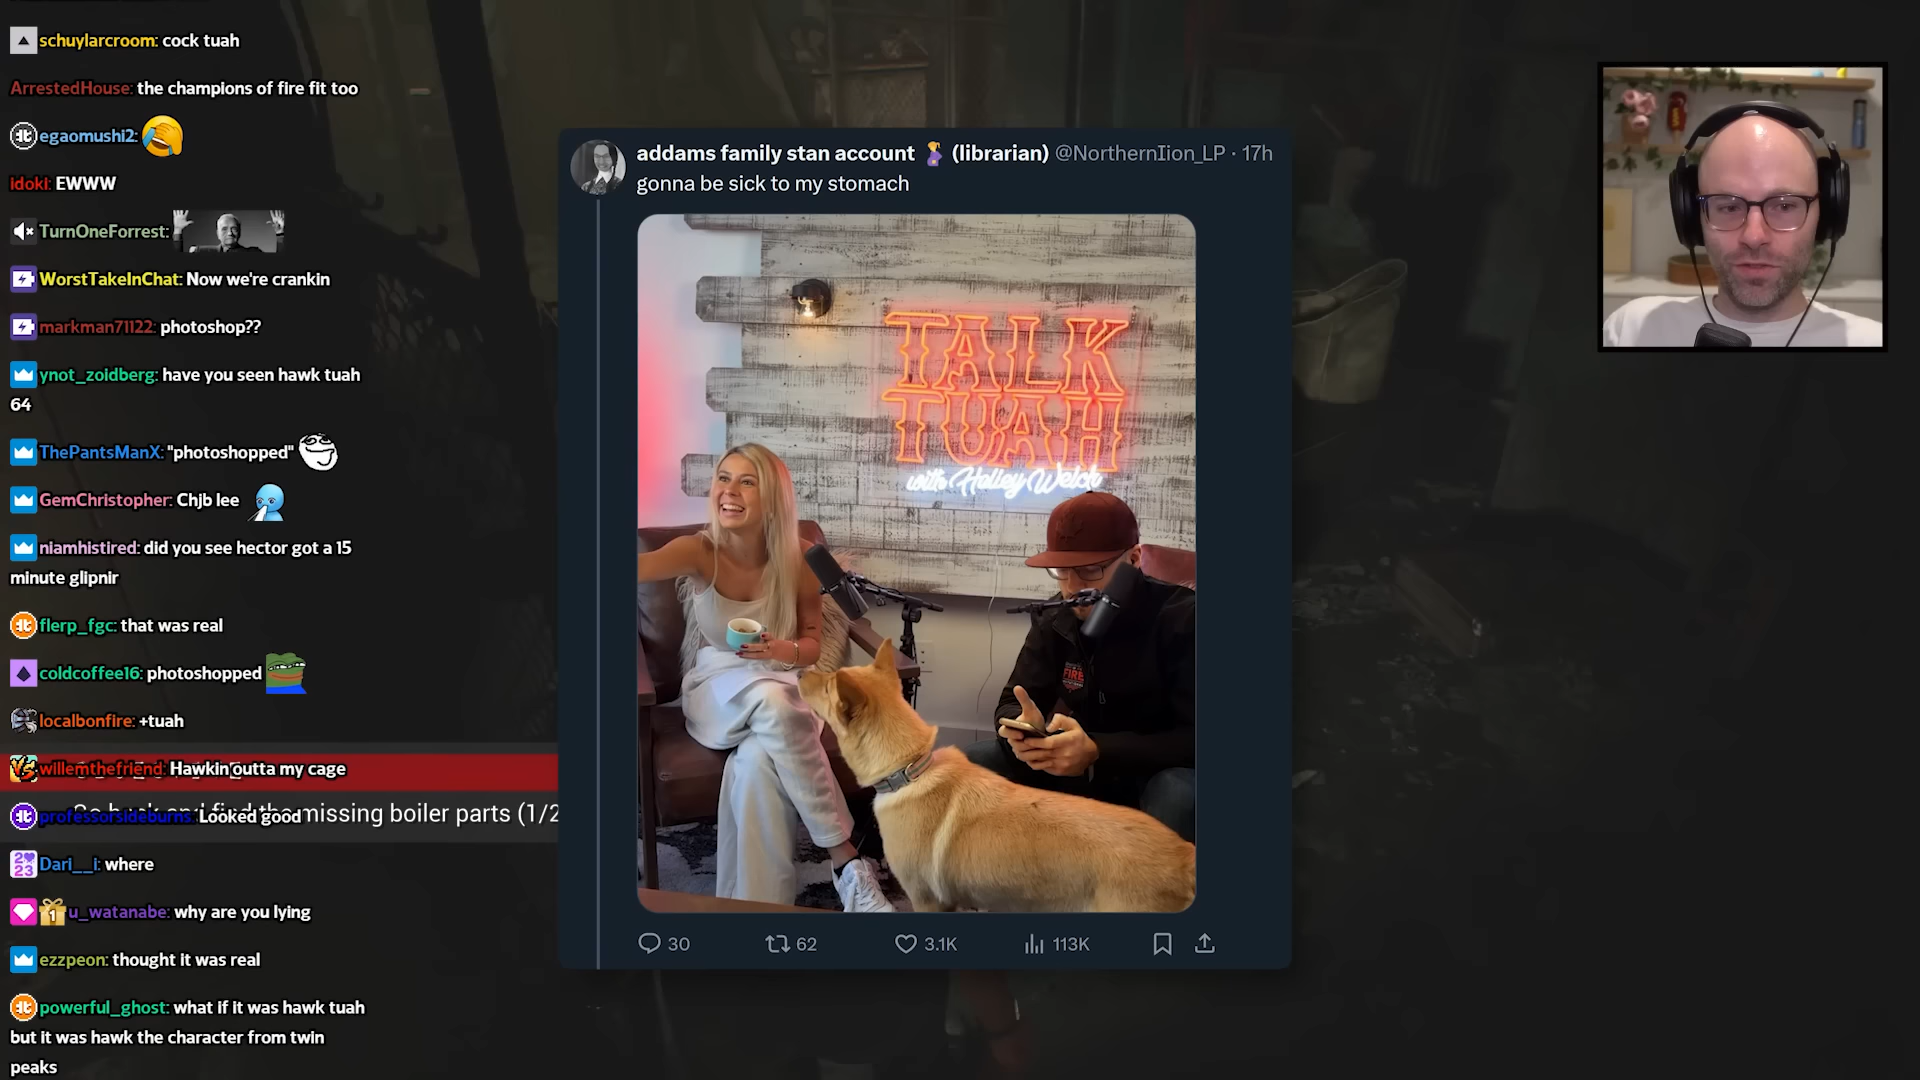 schuylarcroom: cock tuah
ArrestedHouse: the champions of fire fit too
egaomushi2:
idoki: EWWW
TurnOneForrest:
WorstTakeInChat: Now we're crankin
markman71122: photoshop??
ynot_zoidberg: have you seen hawk tuah
64
ThePantsManX: "photoshopped"
GemChristopher: Chjb lee
niamhistired: did you see hector got a 15
minute glipnir
flerp_fgc: that was real
coldcoffee16: photoshopped
localbonfire: +tuah
willemthefriend: Hawkin outta my cage
professorsideburns: Looked good
missing boiler parts (1/2
Dari__i: where
1 u_watanabe: why are you lying
ezzpeon: thought it was real
powerful_ghost: what if it was hawk tuah
but it was hawk the character from twin
peaks
addams family stan account (librarian) @NorthernIion_LP · 17h
gonna be sick to my stomach
TALK
TUAH
with Haliey Welch
FIRE
30 62 3.1K 113K